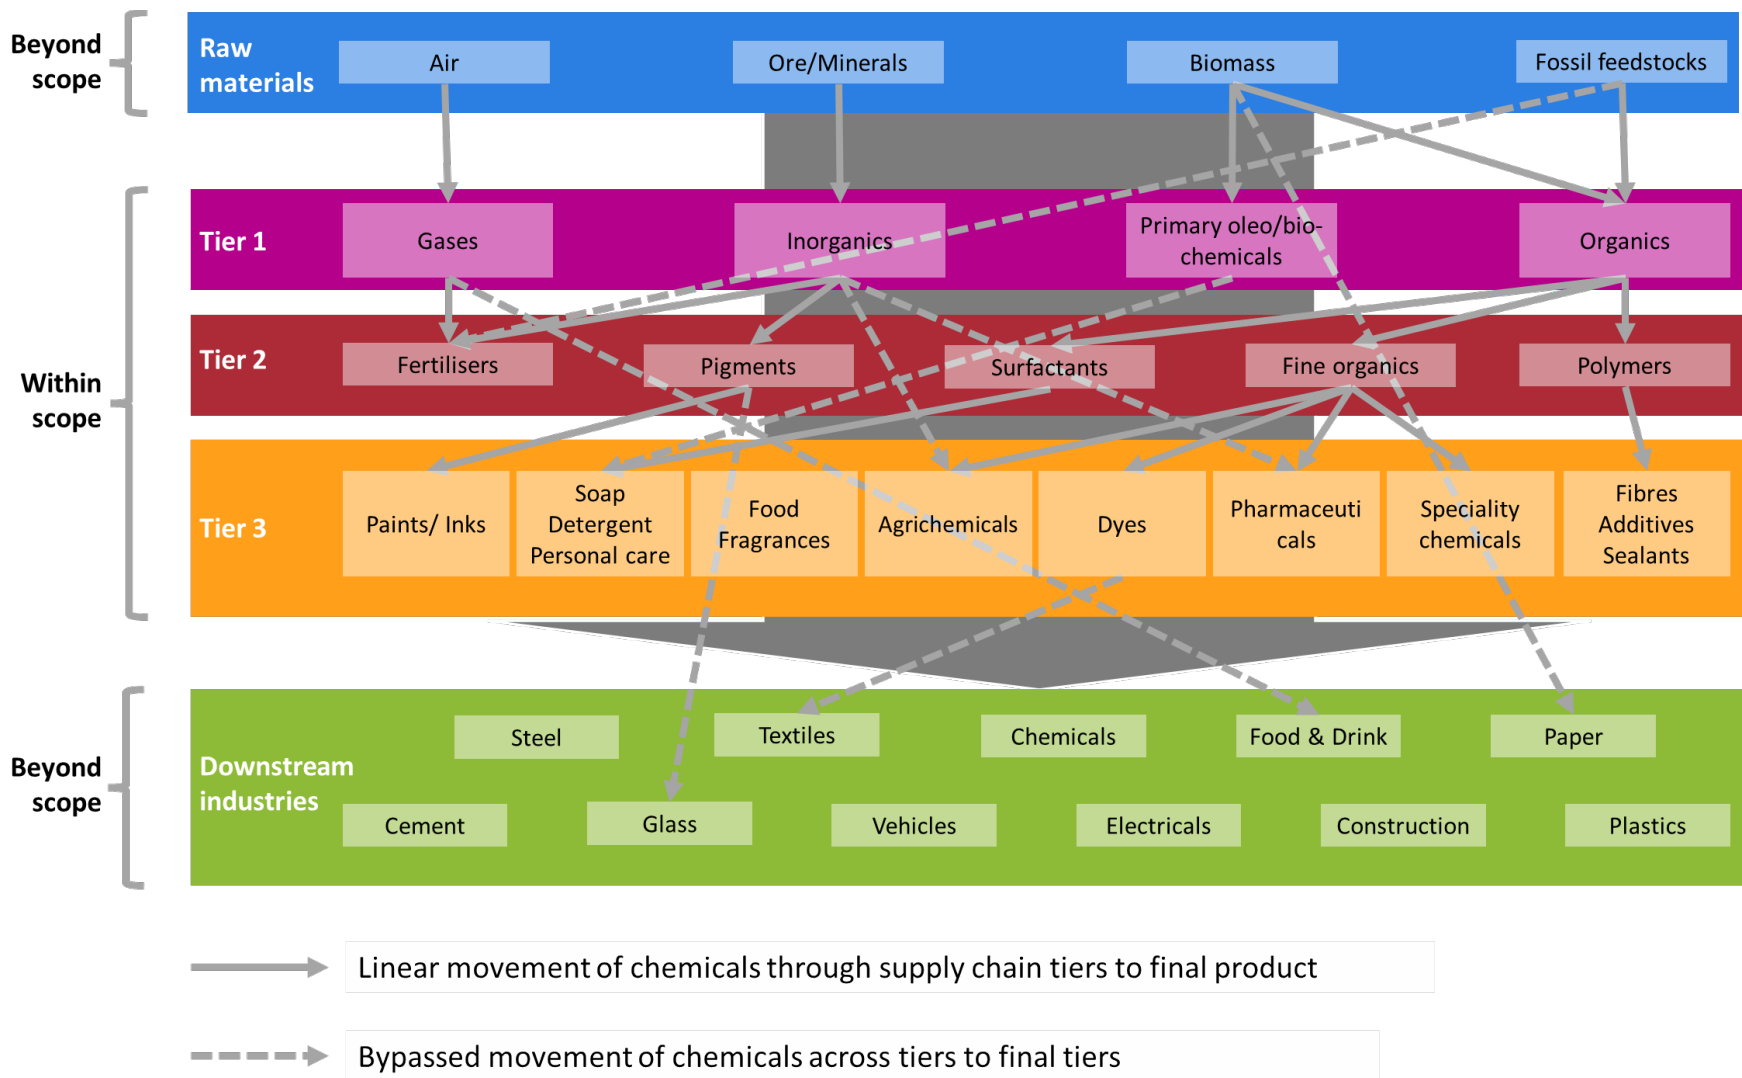 Beyond
scope
Raw
materials
Air
Ore/Minerals
Biomass
Fossil feedstocks
Within
scope
Tier 1
Gases
Inorganics
Primary oleo/bio-
chemicals
Organics
Tier 2
Fertilisers
Pigments
Surfactants
Fine organics
Polymers
Tier 3
Paints/ Inks
Soap
Detergent
Personal care
Food
Fragrances
Agrichemicals
Dyes
Pharmaceuti
cals
Speciality
chemicals
Fibres
Additives
Sealants
Beyond
scope
Downstream
industries
Steel
Textiles
Chemicals
Food & Drink
Paper
Cement
Glass
Vehicles
Electricals
Construction
Plastics
Linear movement of chemicals through supply chain tiers to final product
Bypassed movement of chemicals across tiers to final tiers